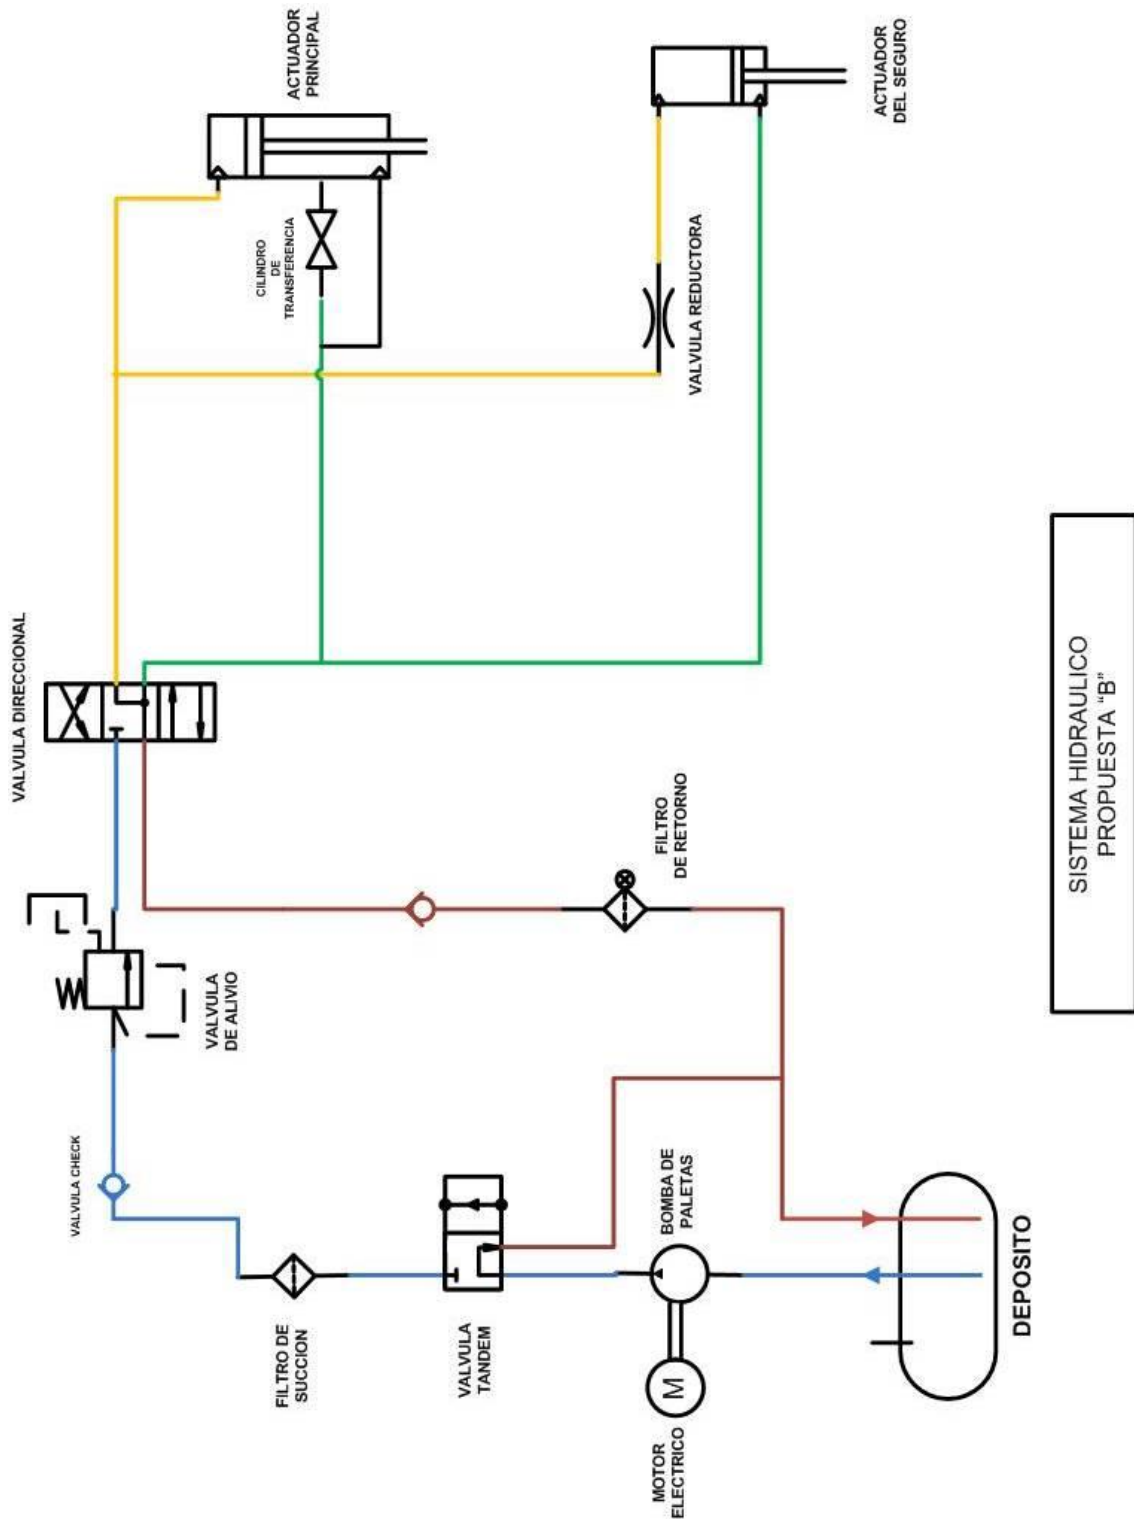 ACTUADOR
PRINCIPAL
ACTUADOR
DEL SEGURO
CILINDRO
DE
TRANSFERENCIA
VALVULA REDUCTORA
VALVULA DIRECCIONAL
FILTRO
DE RETORNO
L
VALVULA
DE ALIVIO
VALVULA CHECK
BOMBA DE
PALETAS
FILTRO DE
SUCCION
VALVULA
TANDEM
M
MOTOR
ELECTRICO
DEPOSITO
SISTEMA HIDRAULICO
PROPUESTA "B"